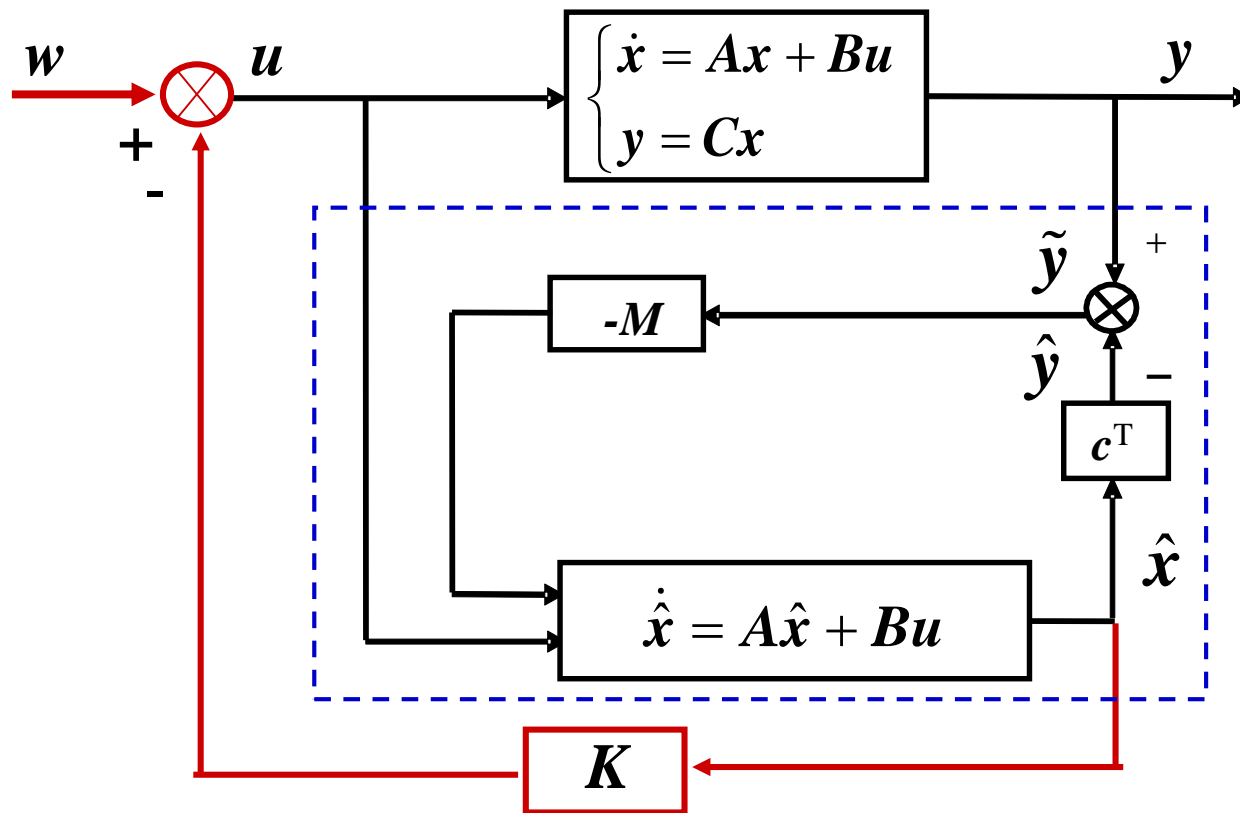 w
u
ẋ = Ax + Bu
y
y = Cx
+
-
ỹ
+
-M
ŷ
−
cᵀ
x̂
x̂̇ = Ax̂ + Bu
K